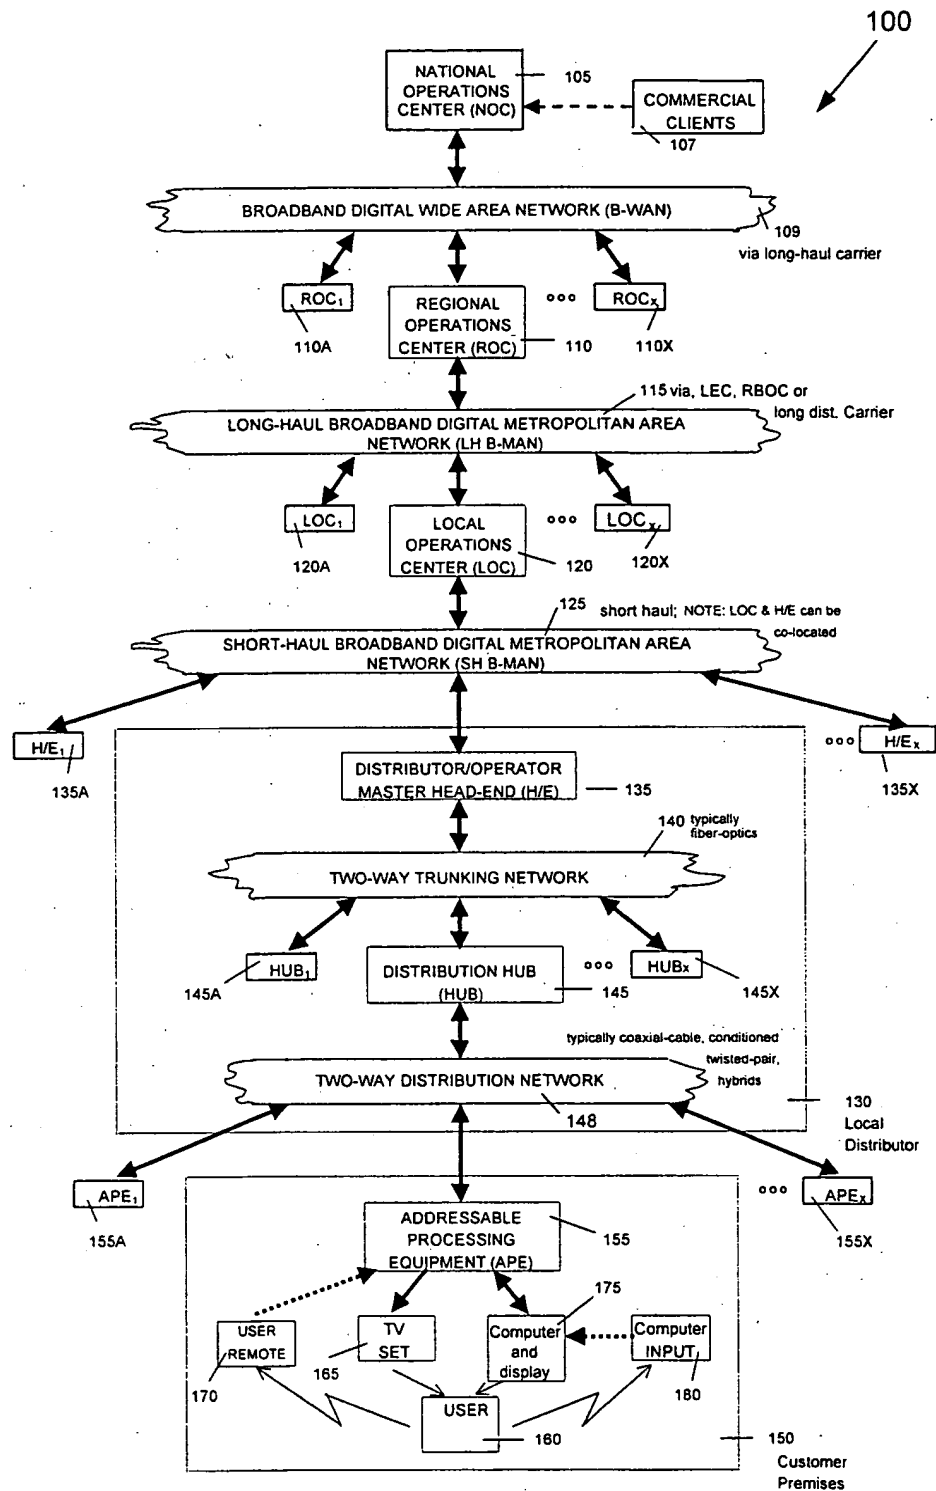 100
NATIONAL
OPERATIONS
CENTER (NOC)
105
COMMERCIAL
CLIENTS
107
BROADBAND DIGITAL WIDE AREA NETWORK (B-WAN)
109
via long-haul carrier
ROC1
110A
REGIONAL
OPERATIONS
CENTER (ROC)
110
ROCx
110X
115 via, LEC, RBOC or
long dist. Carrier
LONG-HAUL BROADBAND DIGITAL METROPOLITAN AREA
NETWORK (LH B-MAN)
LOC1
120A
LOCAL
OPERATIONS
CENTER (LOC)
120
LOCx
120X
125
short haul; NOTE: LOC & H/E can be
co-located
SHORT-HAUL BROADBAND DIGITAL METROPOLITAN AREA
NETWORK (SH B-MAN)
H/E1
135A
H/Ex
135X
DISTRIBUTOR/OPERATOR
MASTER HEAD-END (H/E)
135
140 typically
fiber-optics
TWO-WAY TRUNKING NETWORK
HUB1
145A
DISTRIBUTION HUB
(HUB)
145
HUBx
145X
typically coaxial-cable, conditioned
twisted-pair,
hybrids
TWO-WAY DISTRIBUTION NETWORK
148
130
Local
Distributor
APE1
155A
APEx
155X
ADDRESSABLE
PROCESSING
EQUIPMENT (APE)
155
175
USER
REMOTE
170
TV
SET
165
Computer
and
display
Computer
INPUT
180
USER
160
150
Customer
Premises